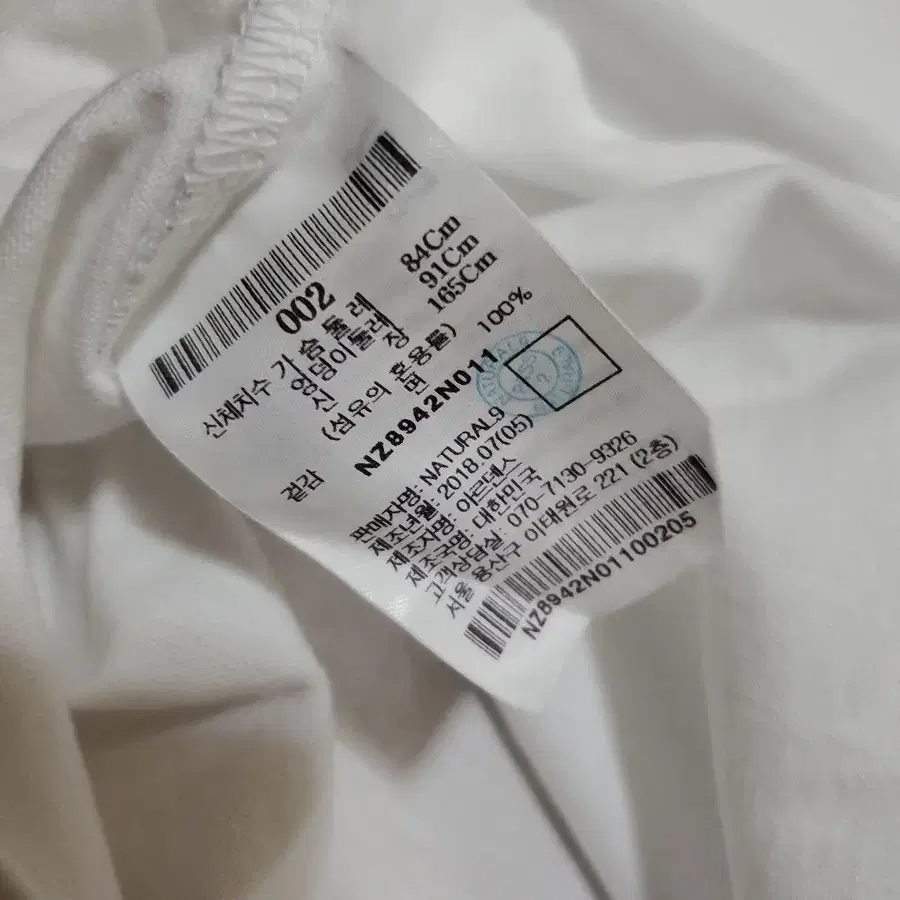 002
신체치수 가슴둘레 84Cm
엉덩이둘레 91Cm
신 장 165Cm
(섬유의 혼용률)
겉감 면 100%
NZ8942N011
판매자명: NATURAL9
제조년월: 2018.07(05)
제조자명: 아르덴스
제조국명: 대한민국
고객상담실: 070-7130-9326
서울 용산구 이태원로 221 (2층)
NZ8942N01100205